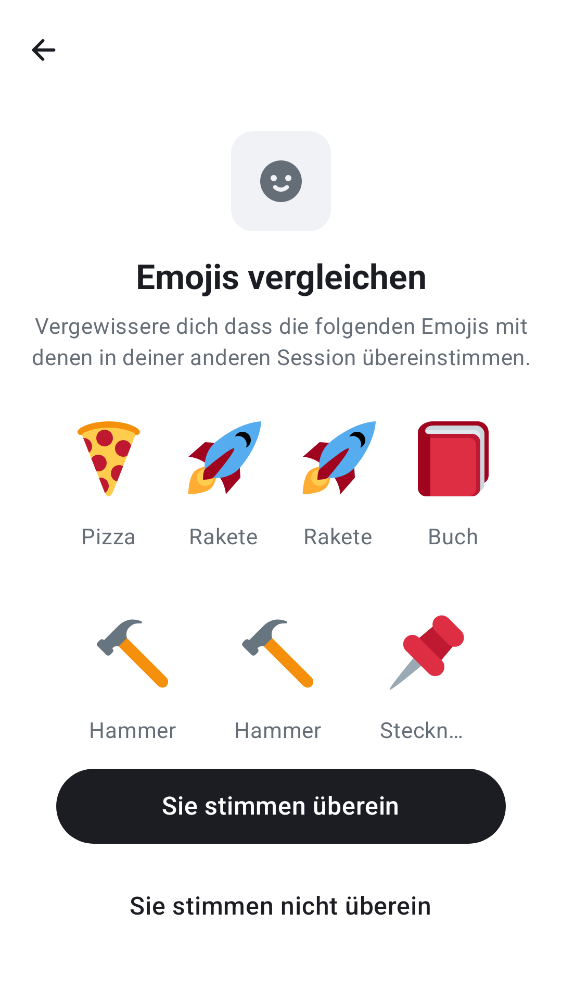 Emojis vergleichen
Vergewissere dich dass die folgenden Emojis mit
denen in deiner anderen Session übereinstimmen.
Pizza Rakete Rakete Buch
Hammer Hammer Steckn…
Sie stimmen überein
Sie stimmen nicht überein